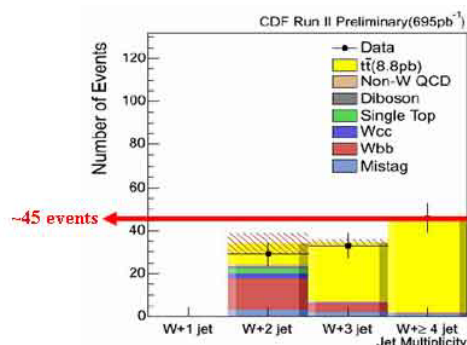 CDF Run II Preliminary(695pb⁻¹)
Number of Events
120
100
80
60
40
20
0
Data
tt̄(8.8pb)
Non-W QCD
Diboson
Single Top
Wcc
Wbb
Mistag
~45 events
W+1 jet W+2 jet W+3 jet W+≥ 4 jet
Jet Multiplicity